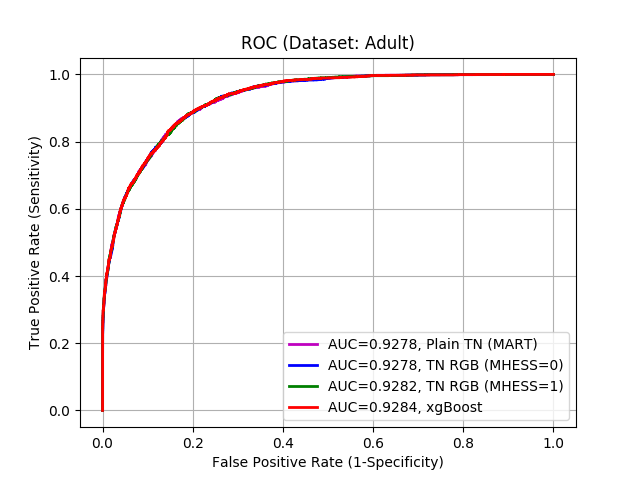 ROC (Dataset: Adult)
True Positive Rate (Sensitivity)
1.0
0.8
0.6
0.4
0.2
0.0
AUC=0.9278, Plain TN (MART)
AUC=0.9278, TN RGB (MHESS=0)
AUC=0.9282, TN RGB (MHESS=1)
AUC=0.9284, xgBoost
0.0 0.2 0.4 0.6 0.8 1.0
False Positive Rate (1-Specificity)